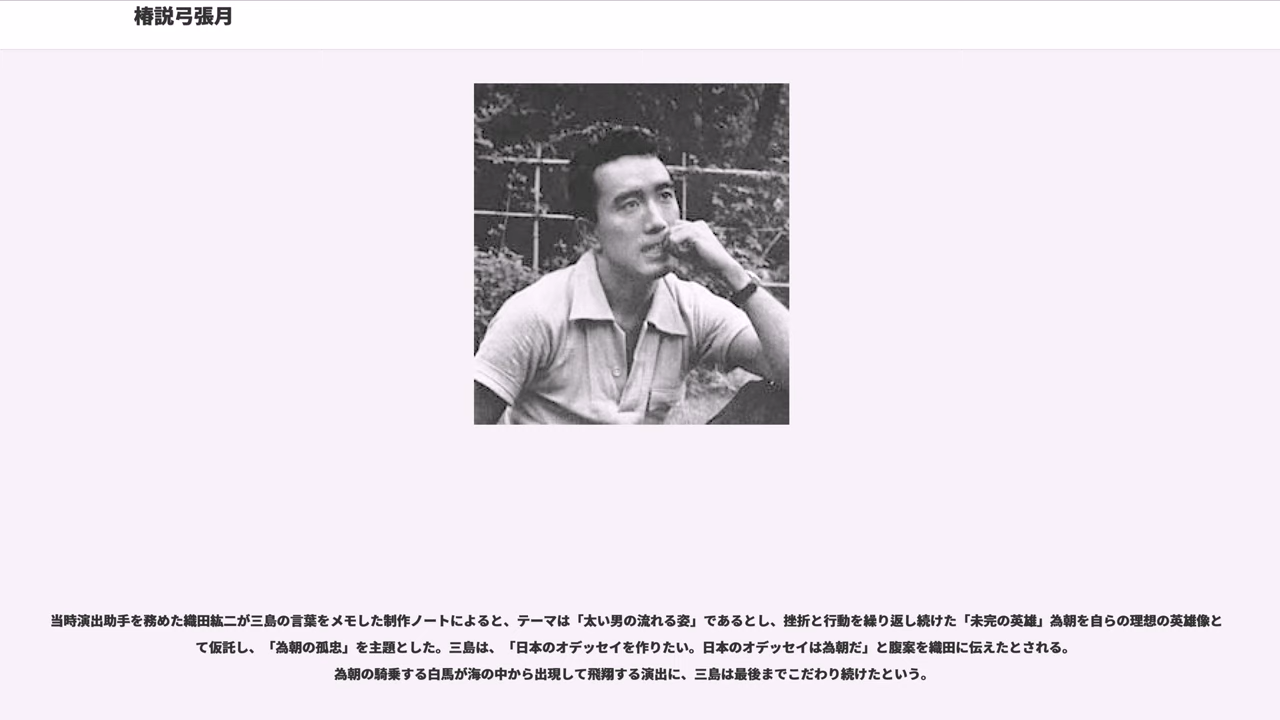 椿説弓張月
当時演出助手を務めた織田紘二が三島の言葉をメモした制作ノートによると、テーマは「太い男の流れる姿」であるとし、挫折と行動を繰り返し続けた「未完の英雄」為朝を自らの理想の英雄像と
て仮託し、「為朝の孤忠」を主題とした。三島は、「日本のオデッセイを作りたい。日本のオデッセイは為朝だ」と腹案を織田に伝えたとされる。
為朝の騎乗する白馬が海の中から出現して飛翔する演出に、三島は最後までこだわり続けたという。